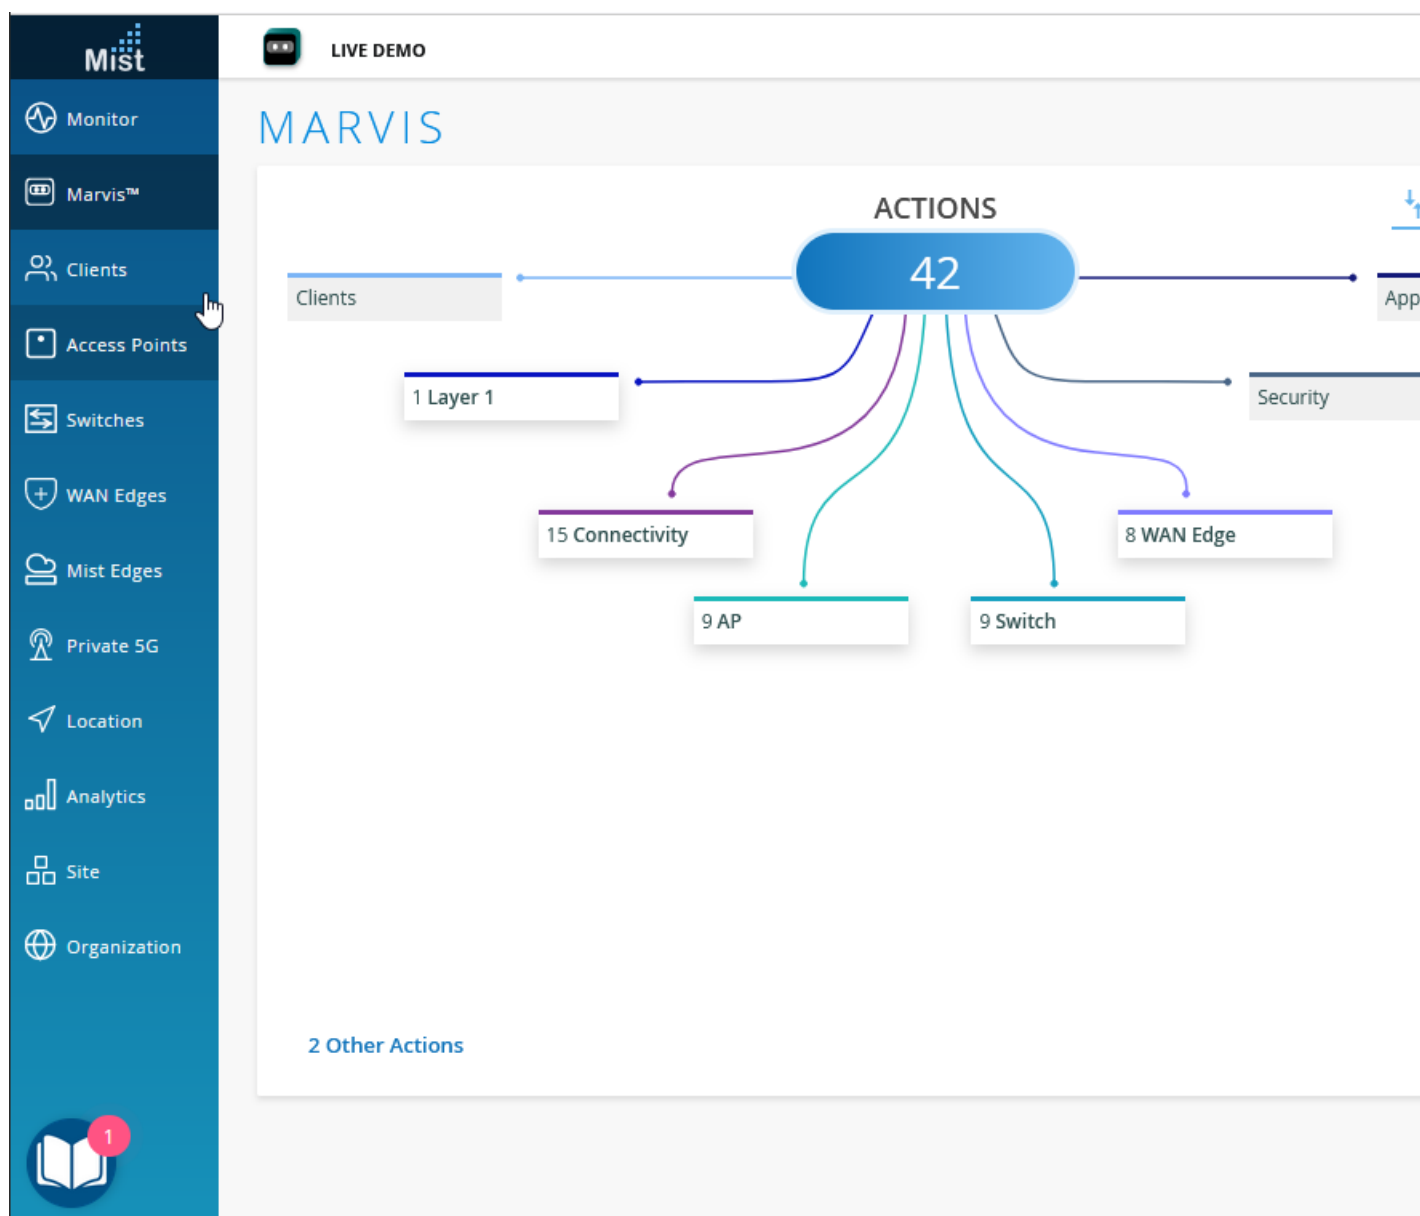 Mist
LIVE DEMO
Monitor
MARVIS
Marvis™
ACTIONS
42
Clients
Clients
App
Access Points
1 Layer 1
Security
Switches
WAN Edges
15 Connectivity
8 WAN Edge
Mist Edges
9 AP
9 Switch
Private 5G
Location
Analytics
Site
Organization
2 Other Actions
1